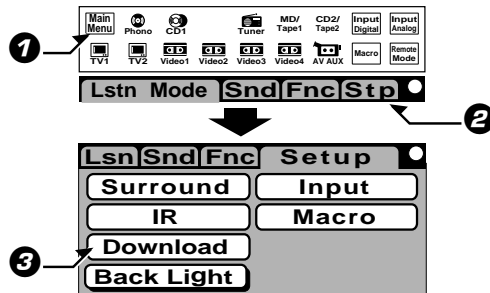 Main Menu Phono CD1 Tuner MD/ Tape1 CD2/ Tape2 Input Digital Input Analog
1
TV1 TV2 Video1 Video2 Video3 Video4 AV AUX Macro Remote Mode
Lstn Mode Snd Fnc Stp
2
Lsn Snd Fnc Setup
Surround Input
IR Macro
3 Download
Back Light